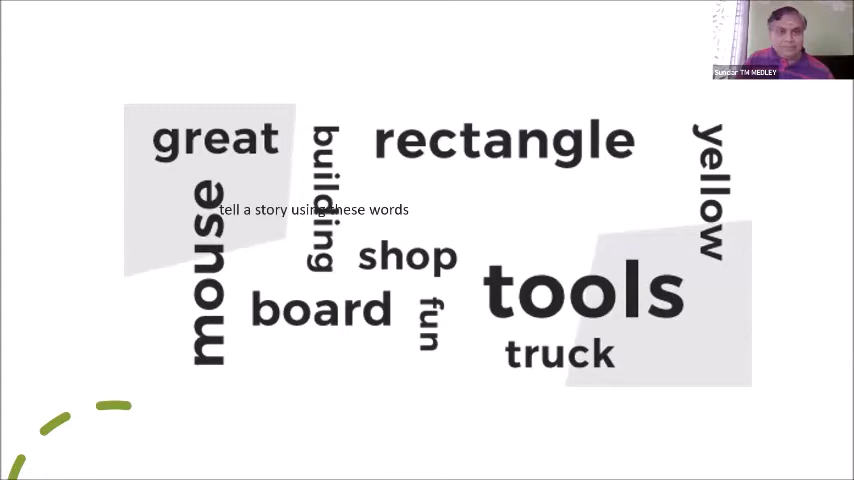 Sundar TM MEDLEY
great
building
rectangle
yellow
mouse
tell a story using these words
shop
tools
board
fun
truck